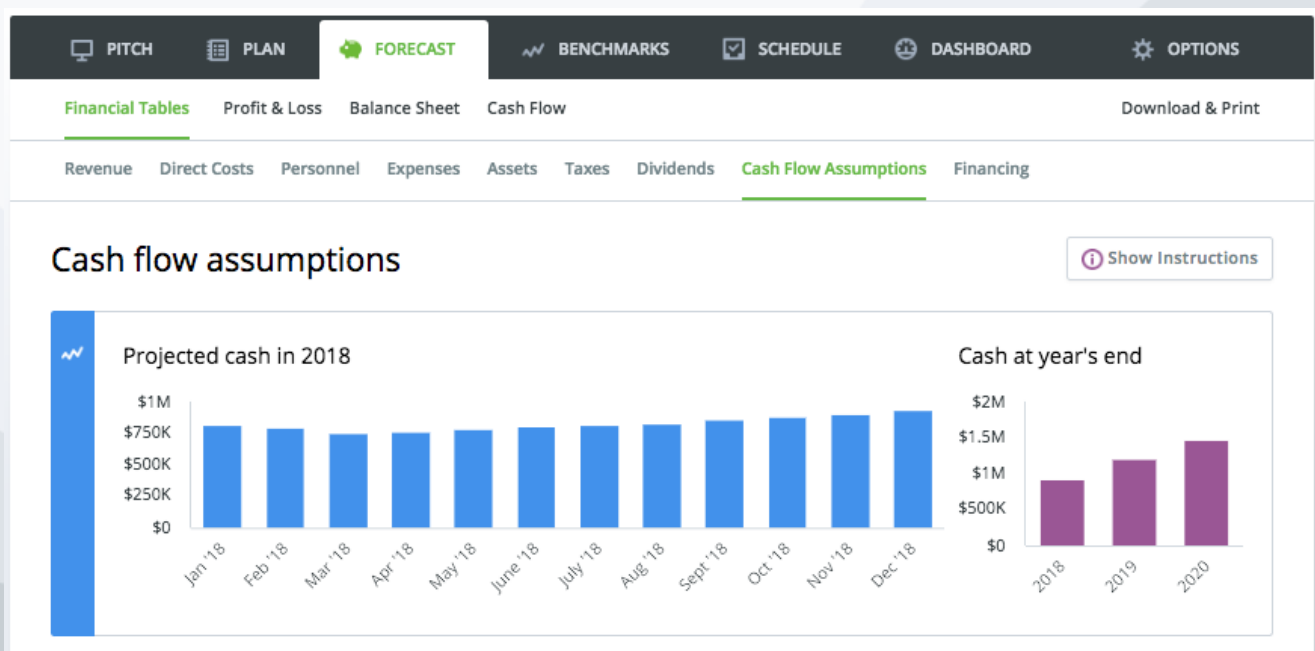 PITCH PLAN FORECAST BENCHMARKS SCHEDULE DASHBOARD OPTIONS
Financial Tables Profit & Loss Balance Sheet Cash Flow Download & Print
Revenue Direct Costs Personnel Expenses Assets Taxes Dividends Cash Flow Assumptions Financing
Cash flow assumptions
Show Instructions
Projected cash in 2018
$1M
$750K
$500K
$250K
$0
Jan '18 Feb '18 Mar '18 Apr '18 May '18 June '18 July '18 Aug '18 Sept '18 Oct '18 Nov '18 Dec '18
Cash at year's end
$2M
$1.5M
$1M
$500K
$0
2018 2019 2020